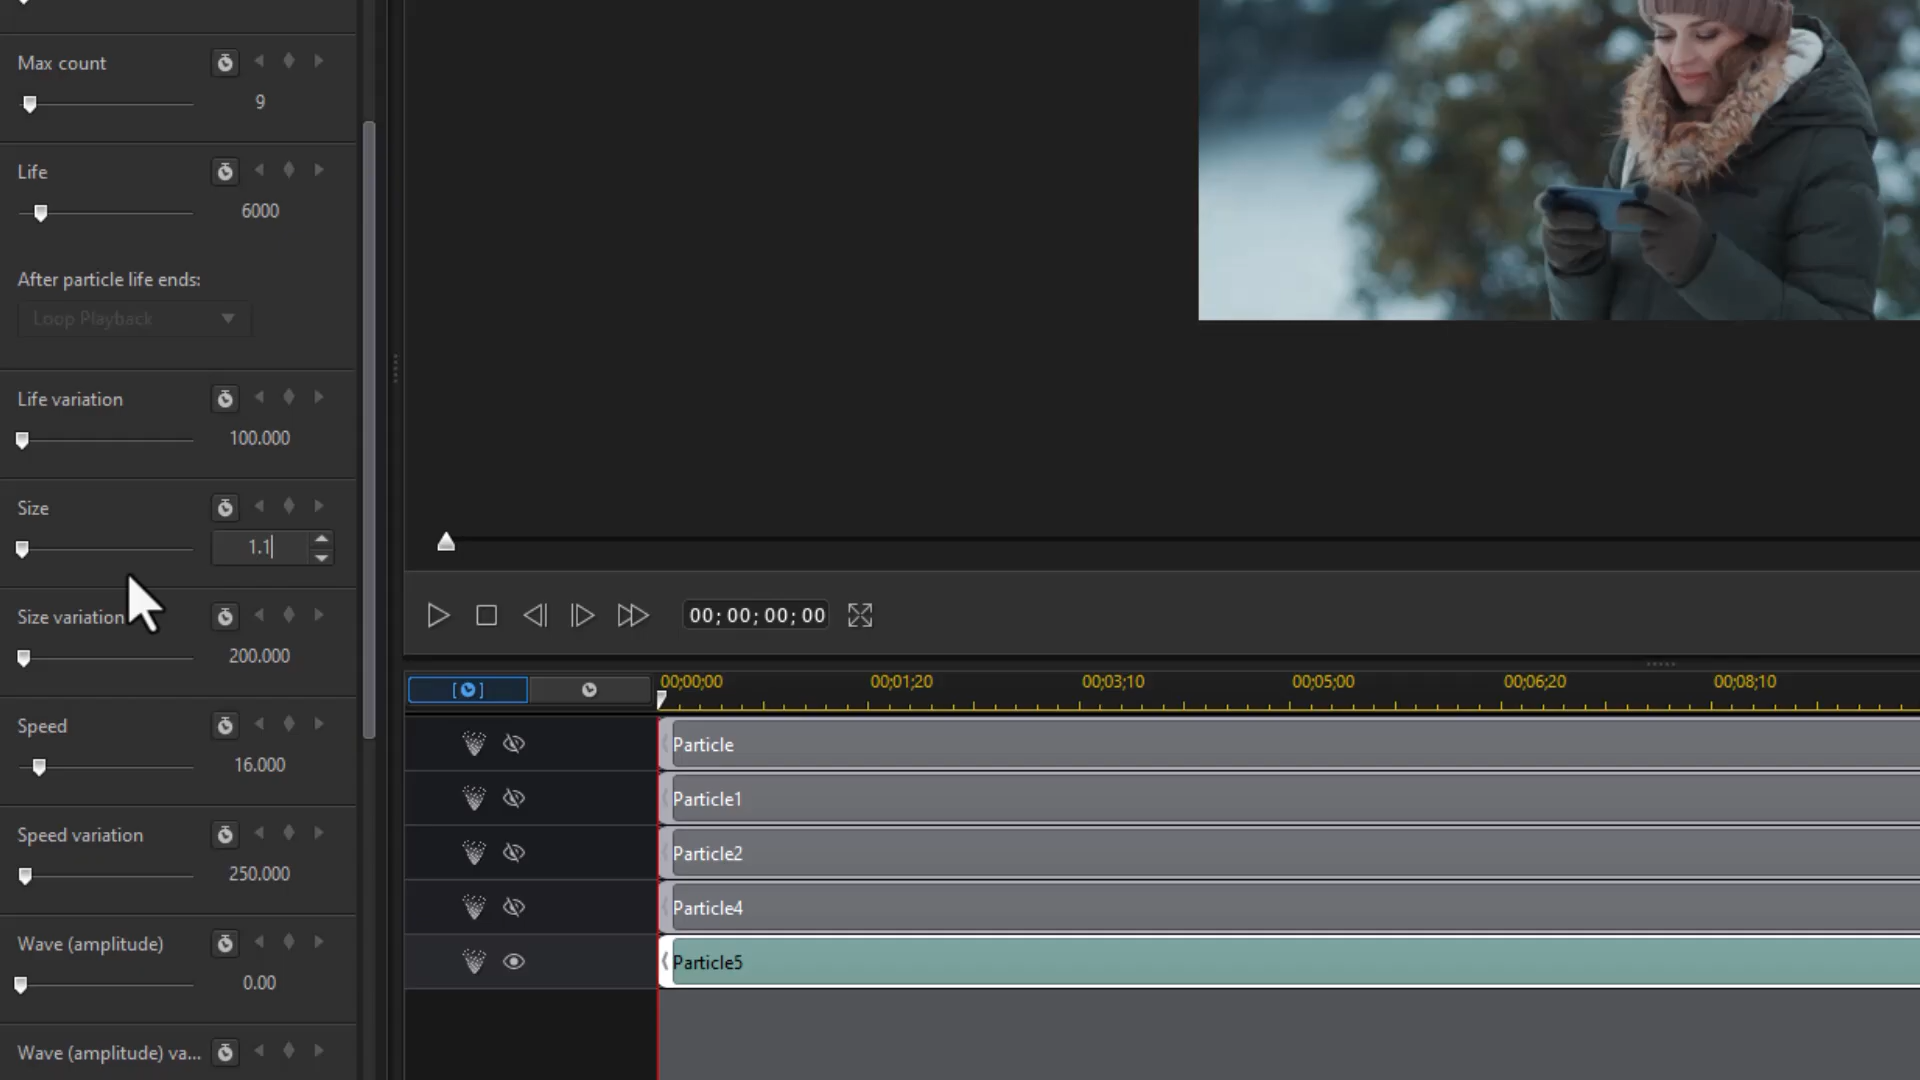 Max count
9
Life
6000
After particle life ends:
Loop Playback
Life variation
100.000
Size
1.1
Size variation
200.000
Speed
16.000
Speed variation
250.000
Wave (amplitude)
0.00
Wave (amplitude) va...
00;00;00;00
00;00;00 00;01;20 00;03;10 00;05;00 00;06;20 00;08;10
Particle
Particle1
Particle2
Particle4
Particle5